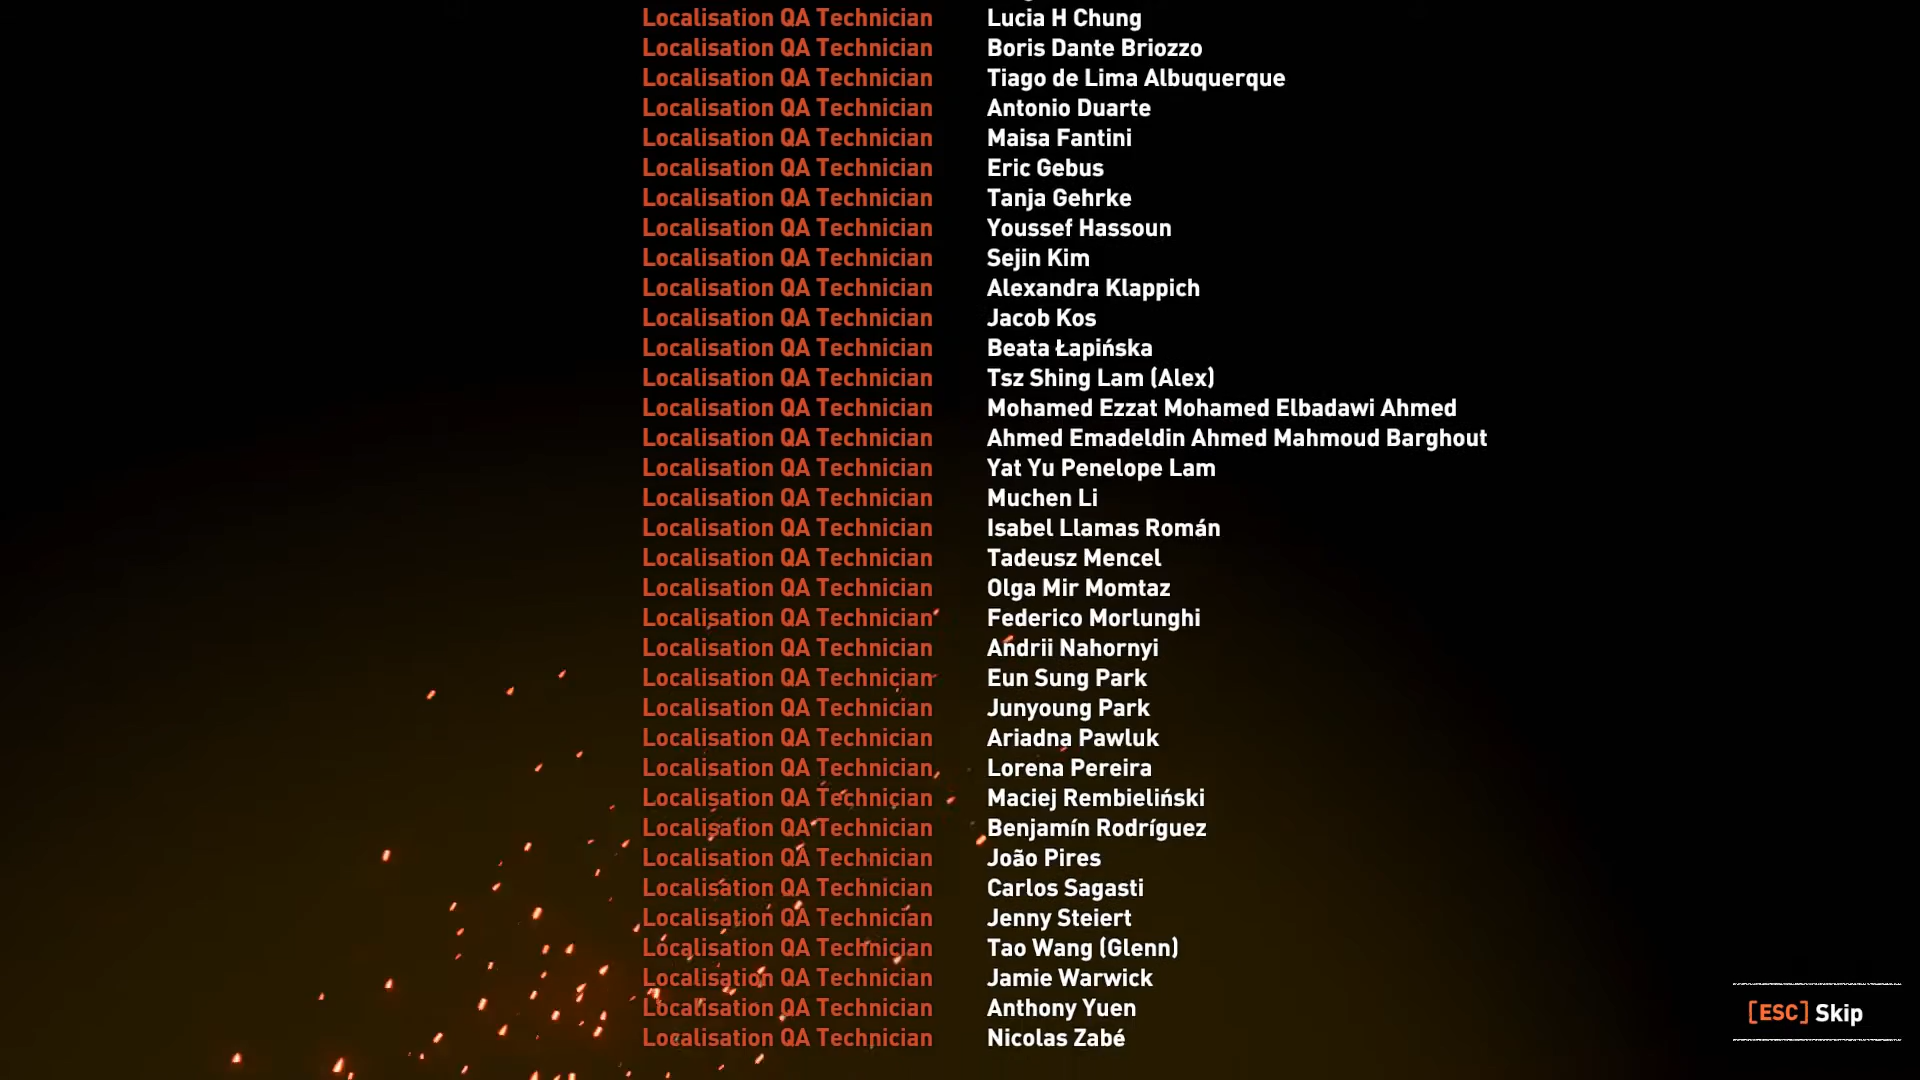 Localisation QA Technician Lucia H Chung
Localisation QA Technician Boris Dante Briozzo
Localisation QA Technician Tiago de Lima Albuquerque
Localisation QA Technician Antonio Duarte
Localisation QA Technician Maisa Fantini
Localisation QA Technician Eric Gebus
Localisation QA Technician Tanja Gehrke
Localisation QA Technician Youssef Hassoun
Localisation QA Technician Sejin Kim
Localisation QA Technician Alexandra Klappich
Localisation QA Technician Jacob Kos
Localisation QA Technician Beata Łapińska
Localisation QA Technician Tsz Shing Lam (Alex)
Localisation QA Technician Mohamed Ezzat Mohamed Elbadawi Ahmed
Localisation QA Technician Ahmed Emadeldin Ahmed Mahmoud Barghout
Localisation QA Technician Yat Yu Penelope Lam
Localisation QA Technician Muchen Li
Localisation QA Technician Isabel Llamas Román
Localisation QA Technician Tadeusz Mencel
Localisation QA Technician Olga Mir Momtaz
Localisation QA Technician Federico Morlunghi
Localisation QA Technician Andrii Nahornyi
Localisation QA Technician Eun Sung Park
Localisation QA Technician Junyoung Park
Localisation QA Technician Ariadna Pawluk
Localisation QA Technician Lorena Pereira
Localisation QA Technician Maciej Rembieliński
Localisation QA Technician Benjamín Rodríguez
Localisation QA Technician João Pires
Localisation QA Technician Carlos Sagasti
Localisation QA Technician Jenny Steiert
Localisation QA Technician Tao Wang (Glenn)
Localisation QA Technician Jamie Warwick
Localisation QA Technician Anthony Yuen
Localisation QA Technician Nicolas Zabé
[ESC] Skip